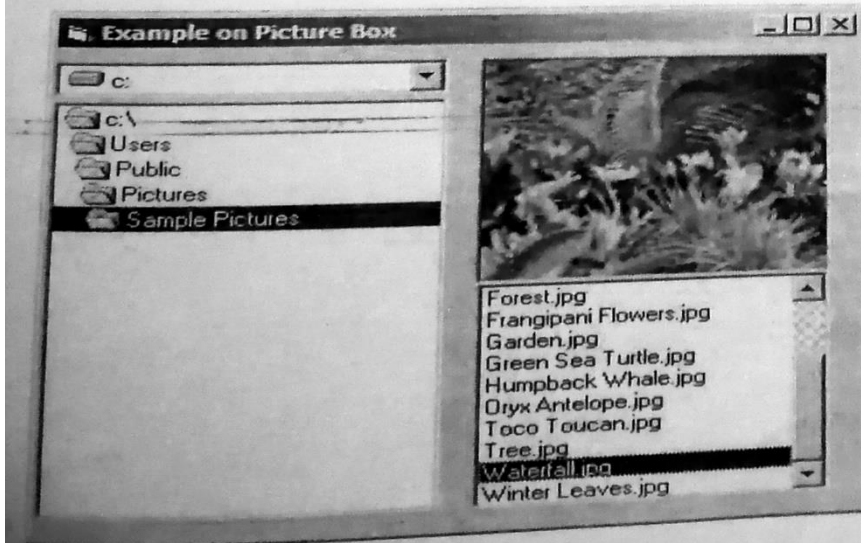 Example on Picture Box
c:
c:\
Users
Public
Pictures
Sample Pictures
Forest.jpg
Frangipani Flowers.jpg
Garden.jpg
Green Sea Turtle.jpg
Humpback Whale.jpg
Oryx Antelope.jpg
Toco Toucan.jpg
Tree.jpg
Waterfall.jpg
Winter Leaves.jpg